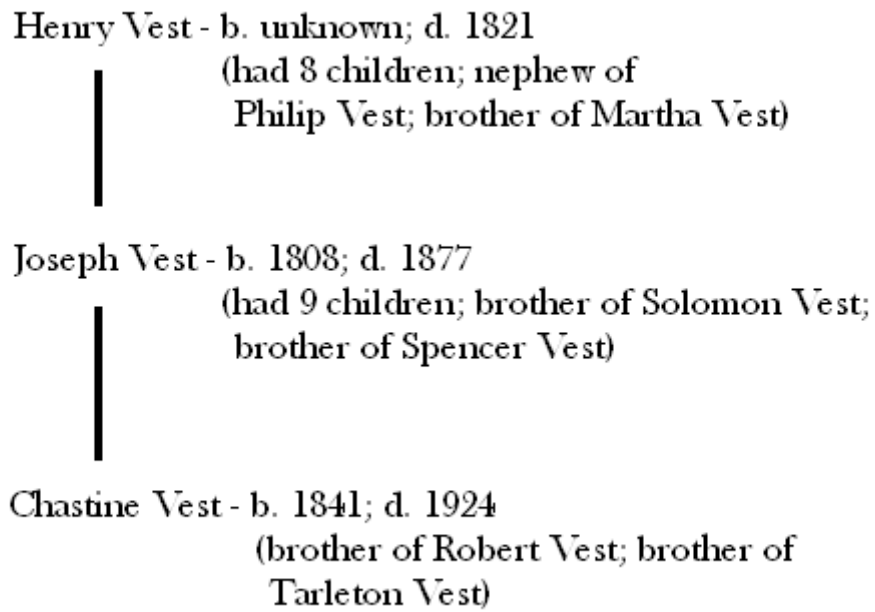 Henry Vest - b. unknown; d. 1821
(had 8 children; nephew of
Philip Vest; brother of Martha Vest)
Joseph Vest - b. 1808; d. 1877
(had 9 children; brother of Solomon Vest;
brother of Spencer Vest)
Chastine Vest - b. 1841; d. 1924
(brother of Robert Vest; brother of
Tarleton Vest)